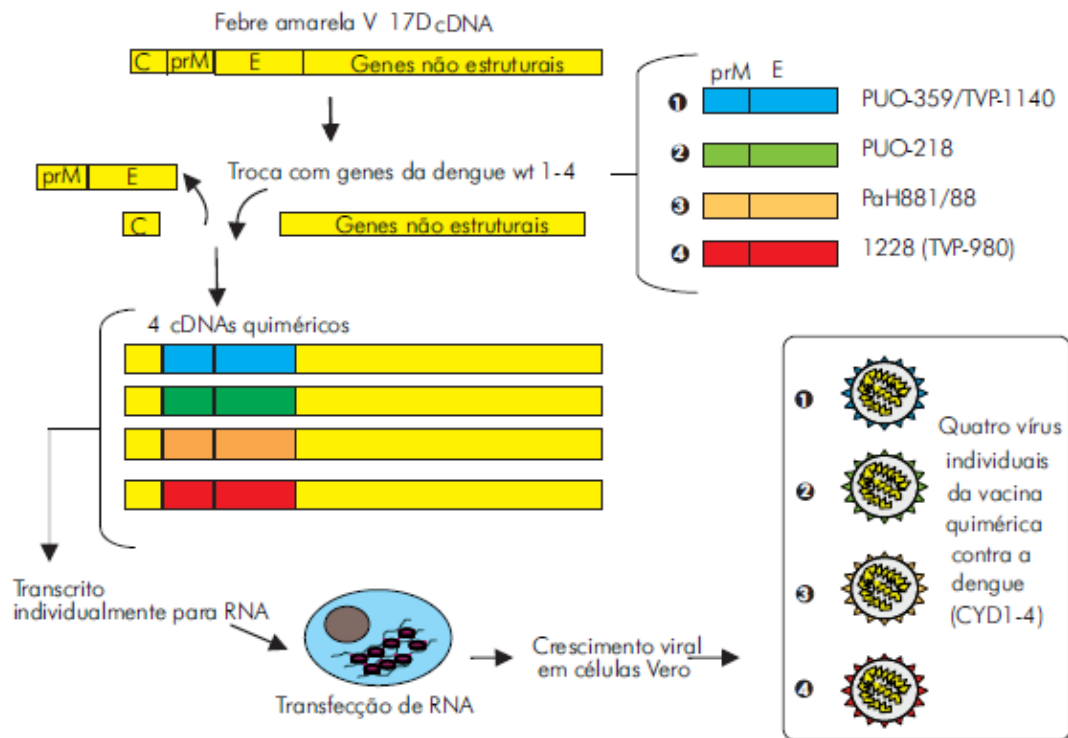 Febre amarela V 17D cDNA
C prM E Genes não estruturais
prM E
❶ PUO-359/TVP-1140
❷ PUO-218
❸ PaH881/88
❹ 1228 (TVP-980)
Troca com genes da dengue wt 1-4
prM E
C Genes não estruturais
4 cDNAs quiméricos
Transcrito
individualmente para RNA
Transfecção de RNA
Crescimento viral
em células Vero
❶
❷
❸
❹
Quatro vírus
individuais
da vacina
quimérica
contra a
dengue
(CYD1-4)